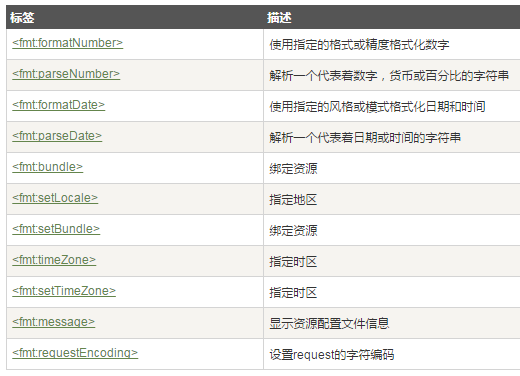 标签 描述
<fmt:formatNumber> 使用指定的格式或精度格式化数字
<fmt:parseNumber> 解析一个代表着数字，货币或百分比的字符串
<fmt:formatDate> 使用指定的风格或模式格式化日期和时间
<fmt:parseDate> 解析一个代表着日期或时间的字符串
<fmt:bundle> 绑定资源
<fmt:setLocale> 指定地区
<fmt:setBundle> 绑定资源
<fmt:timeZone> 指定时区
<fmt:setTimeZone> 指定时区
<fmt:message> 显示资源配置文件信息
<fmt:requestEncoding> 设置request的字符编码